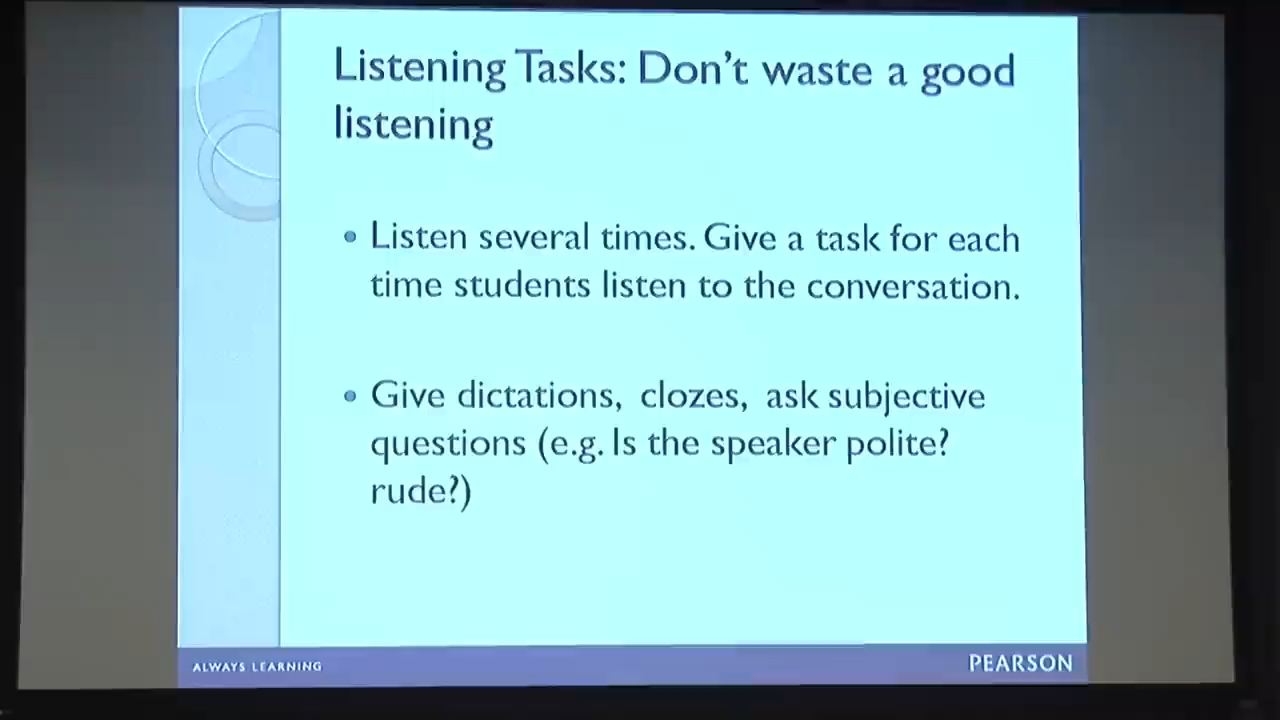 Listening Tasks: Don't waste a good
listening
• Listen several times. Give a task for each
time students listen to the conversation.
• Give dictations, clozes, ask subjective
questions (e.g. Is the speaker polite?
rude?)
ALWAYS LEARNING
PEARSON